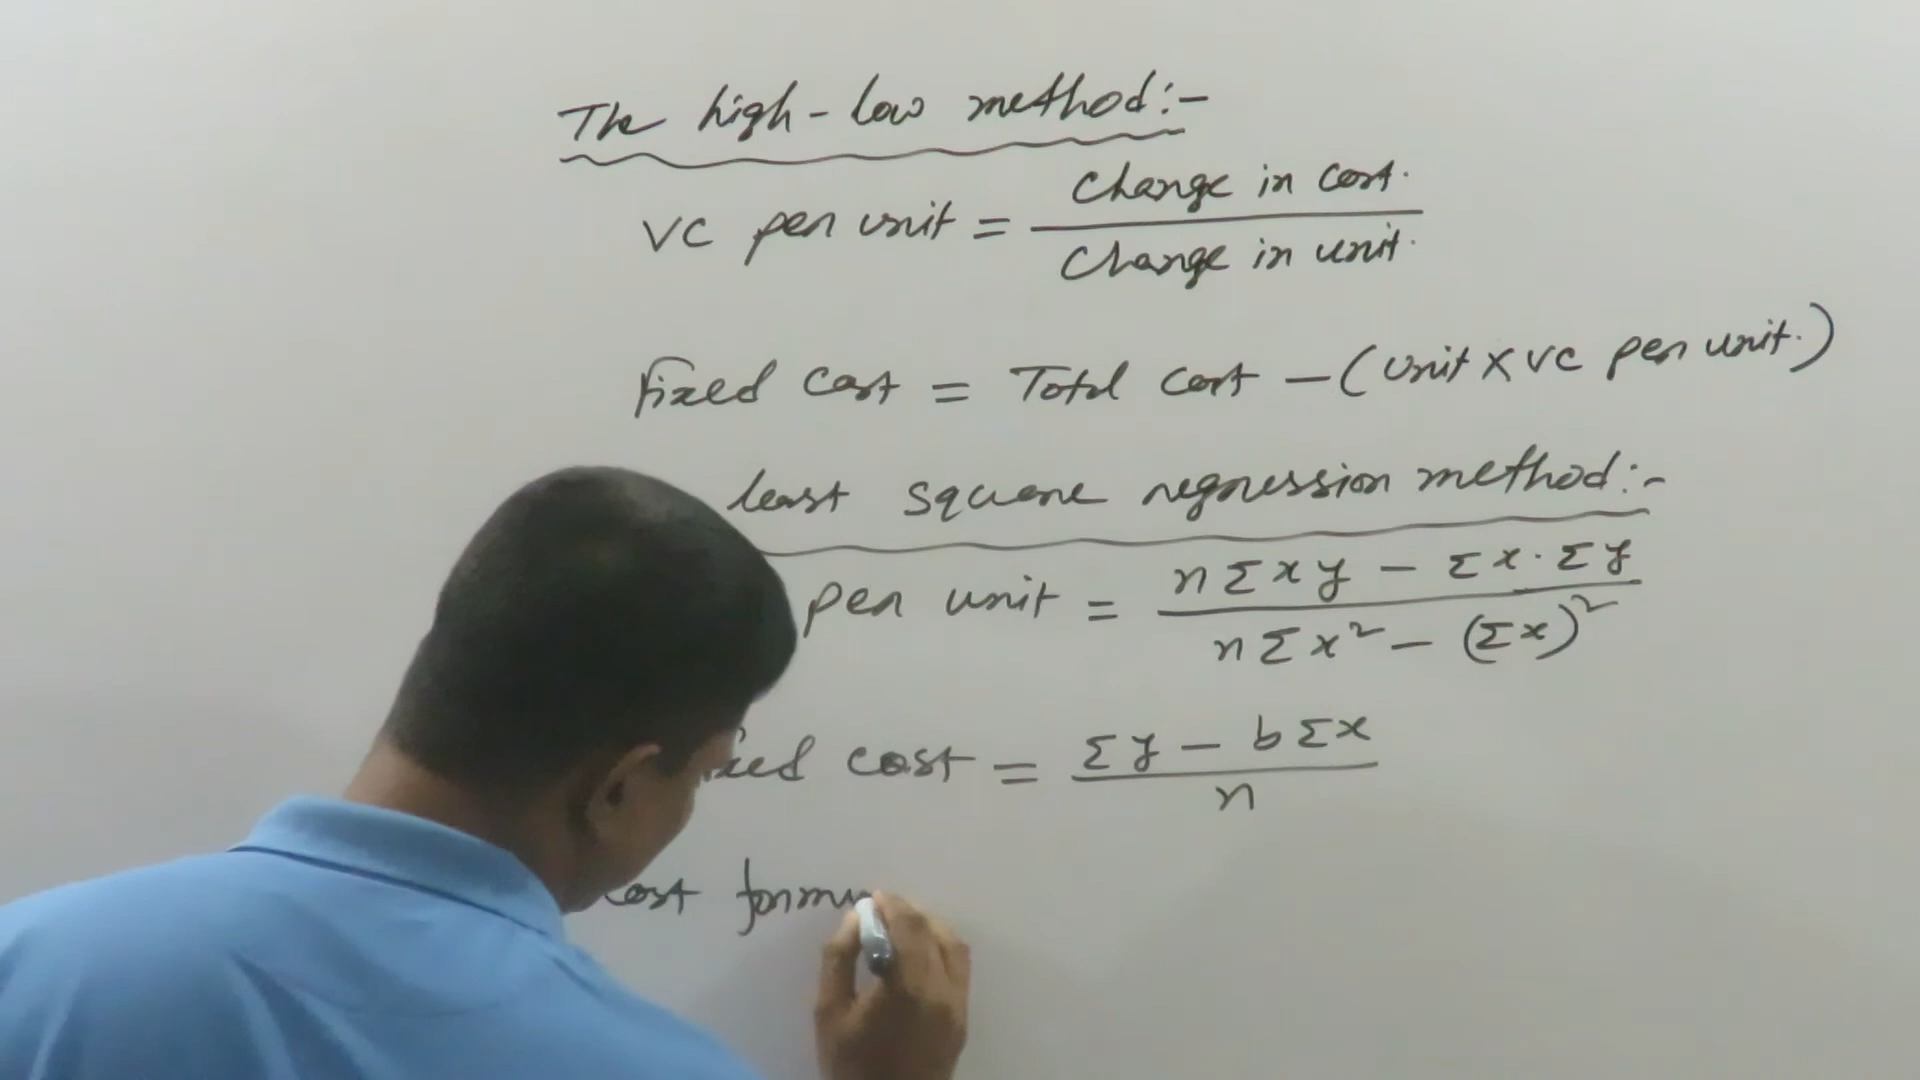 The high-low method:-
VC per unit = Change in cost.
Change in unit.
Fixed cost = Total cost - (unit × VC per unit.)
least square regression method:-
per unit = nΣxy - Σx·Σy
nΣx² - (Σx)²
cost = Σy - bΣx
n
cost